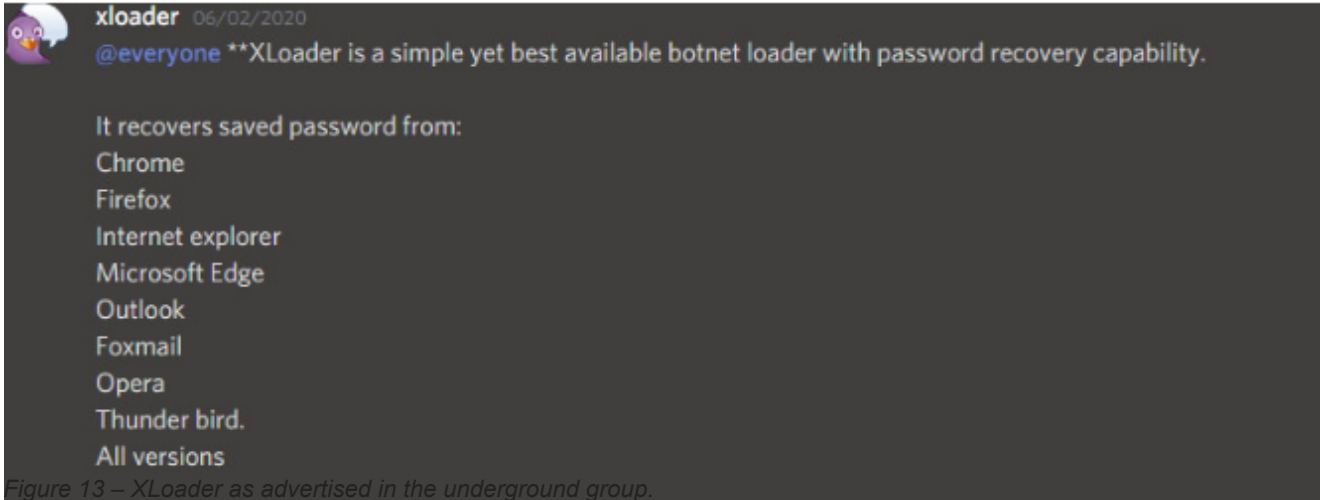 xloader 06/02/2020
@everyone **XLoader is a simple yet best available botnet loader with password recovery capability.
It recovers saved password from:
Chrome
Firefox
Internet explorer
Microsoft Edge
Outlook
Foxmail
Opera
Thunder bird.
All versions
Figure 13 – XLoader as advertised in the underground group.